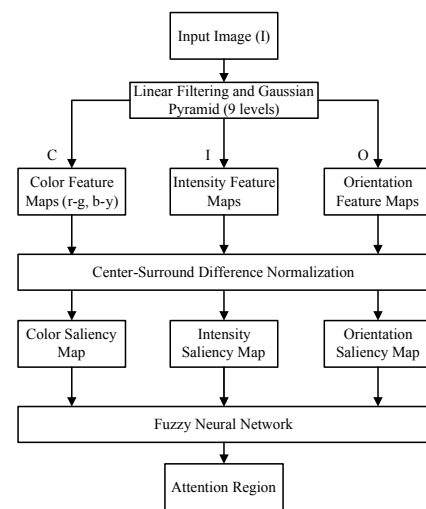 Input Image (I)
Linear Filtering and Gaussian
Pyramid (9 levels)
C
I
O
Color Feature
Maps (r-g, b-y)
Intensity Feature
Maps
Orientation
Feature Maps
Center-Surround Difference Normalization
Color Saliency
Map
Intensity
Saliency Map
Orientation
Saliency Map
Fuzzy Neural Network
Attention Region